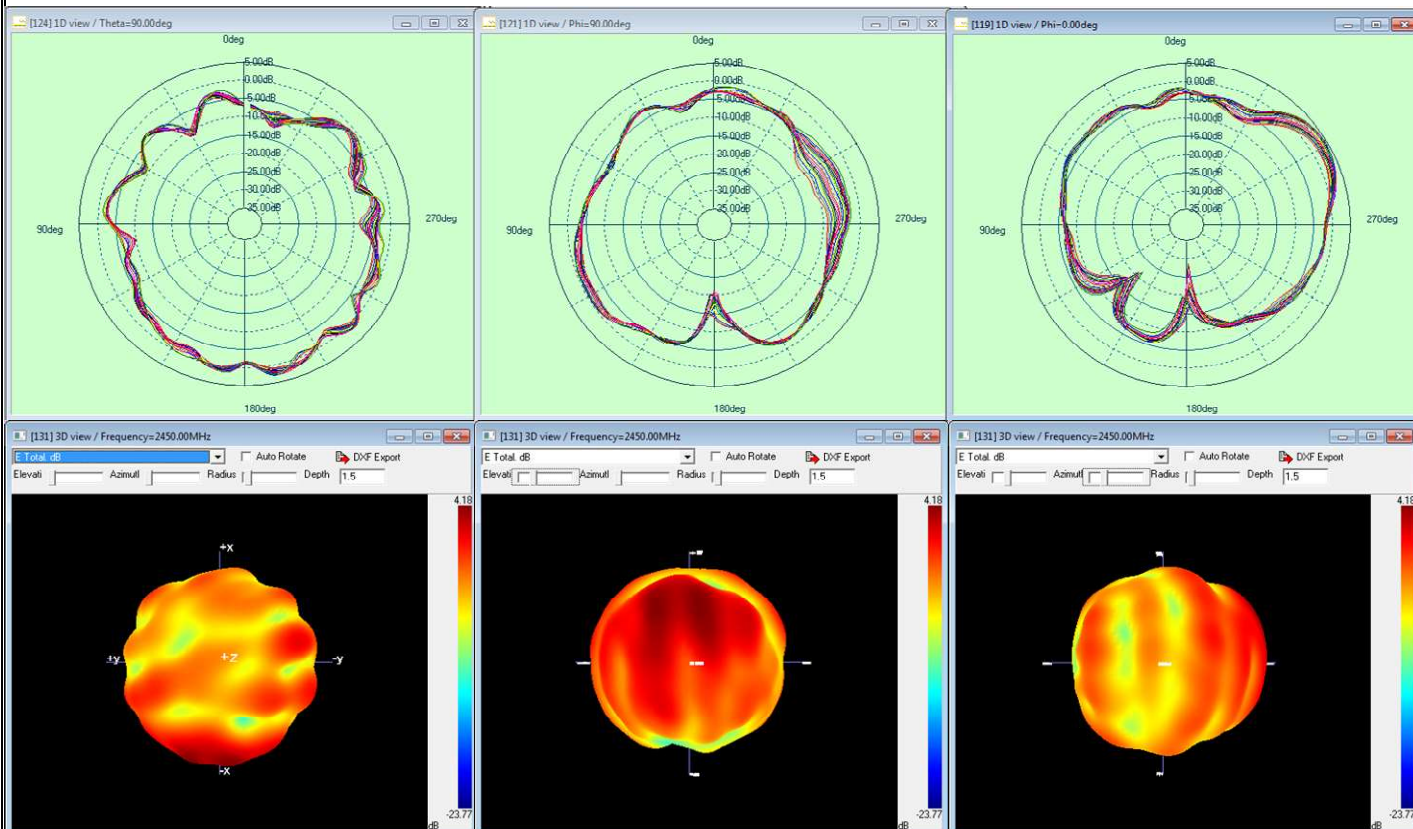 [124] 1D view / Theta=90.00deg
0deg
5.00dB
0.00dB
5.00dB
10.00dB
15.00dB
20.00dB
25.00dB
30.00dB
35.00dB
90deg
270deg
180deg
[121] 1D view / Phi=90.00deg
0deg
5.00dB
0.00dB
5.00dB
10.00dB
15.00dB
20.00dB
25.00dB
30.00dB
35.00dB
90deg
270deg
180deg
[119] 1D view / Phi=0.00deg
0deg
5.00dB
0.00dB
5.00dB
10.00dB
15.00dB
20.00dB
25.00dB
30.00dB
35.00dB
90deg
270deg
180deg
[131] 3D view / Frequency=2450.00MHz
E Total. dB
Auto Rotate
DXF Export
Elevati
Azimutl
Radius
Depth
1.5
4.18
+X
+y
+Z
-y
-X
-23.77
dB
[131] 3D view / Frequency=2450.00MHz
E Total. dB
Auto Rotate
DXF Export
Elevati
Azimutl
Radius
Depth
1.5
4.18
-23.77
dB
[131] 3D view / Frequency=2450.00MHz
E Total. dB
Auto Rotate
DXF Export
Elevati
Azimutl
Radius
Depth
1.5
4.18
-23.77
dB